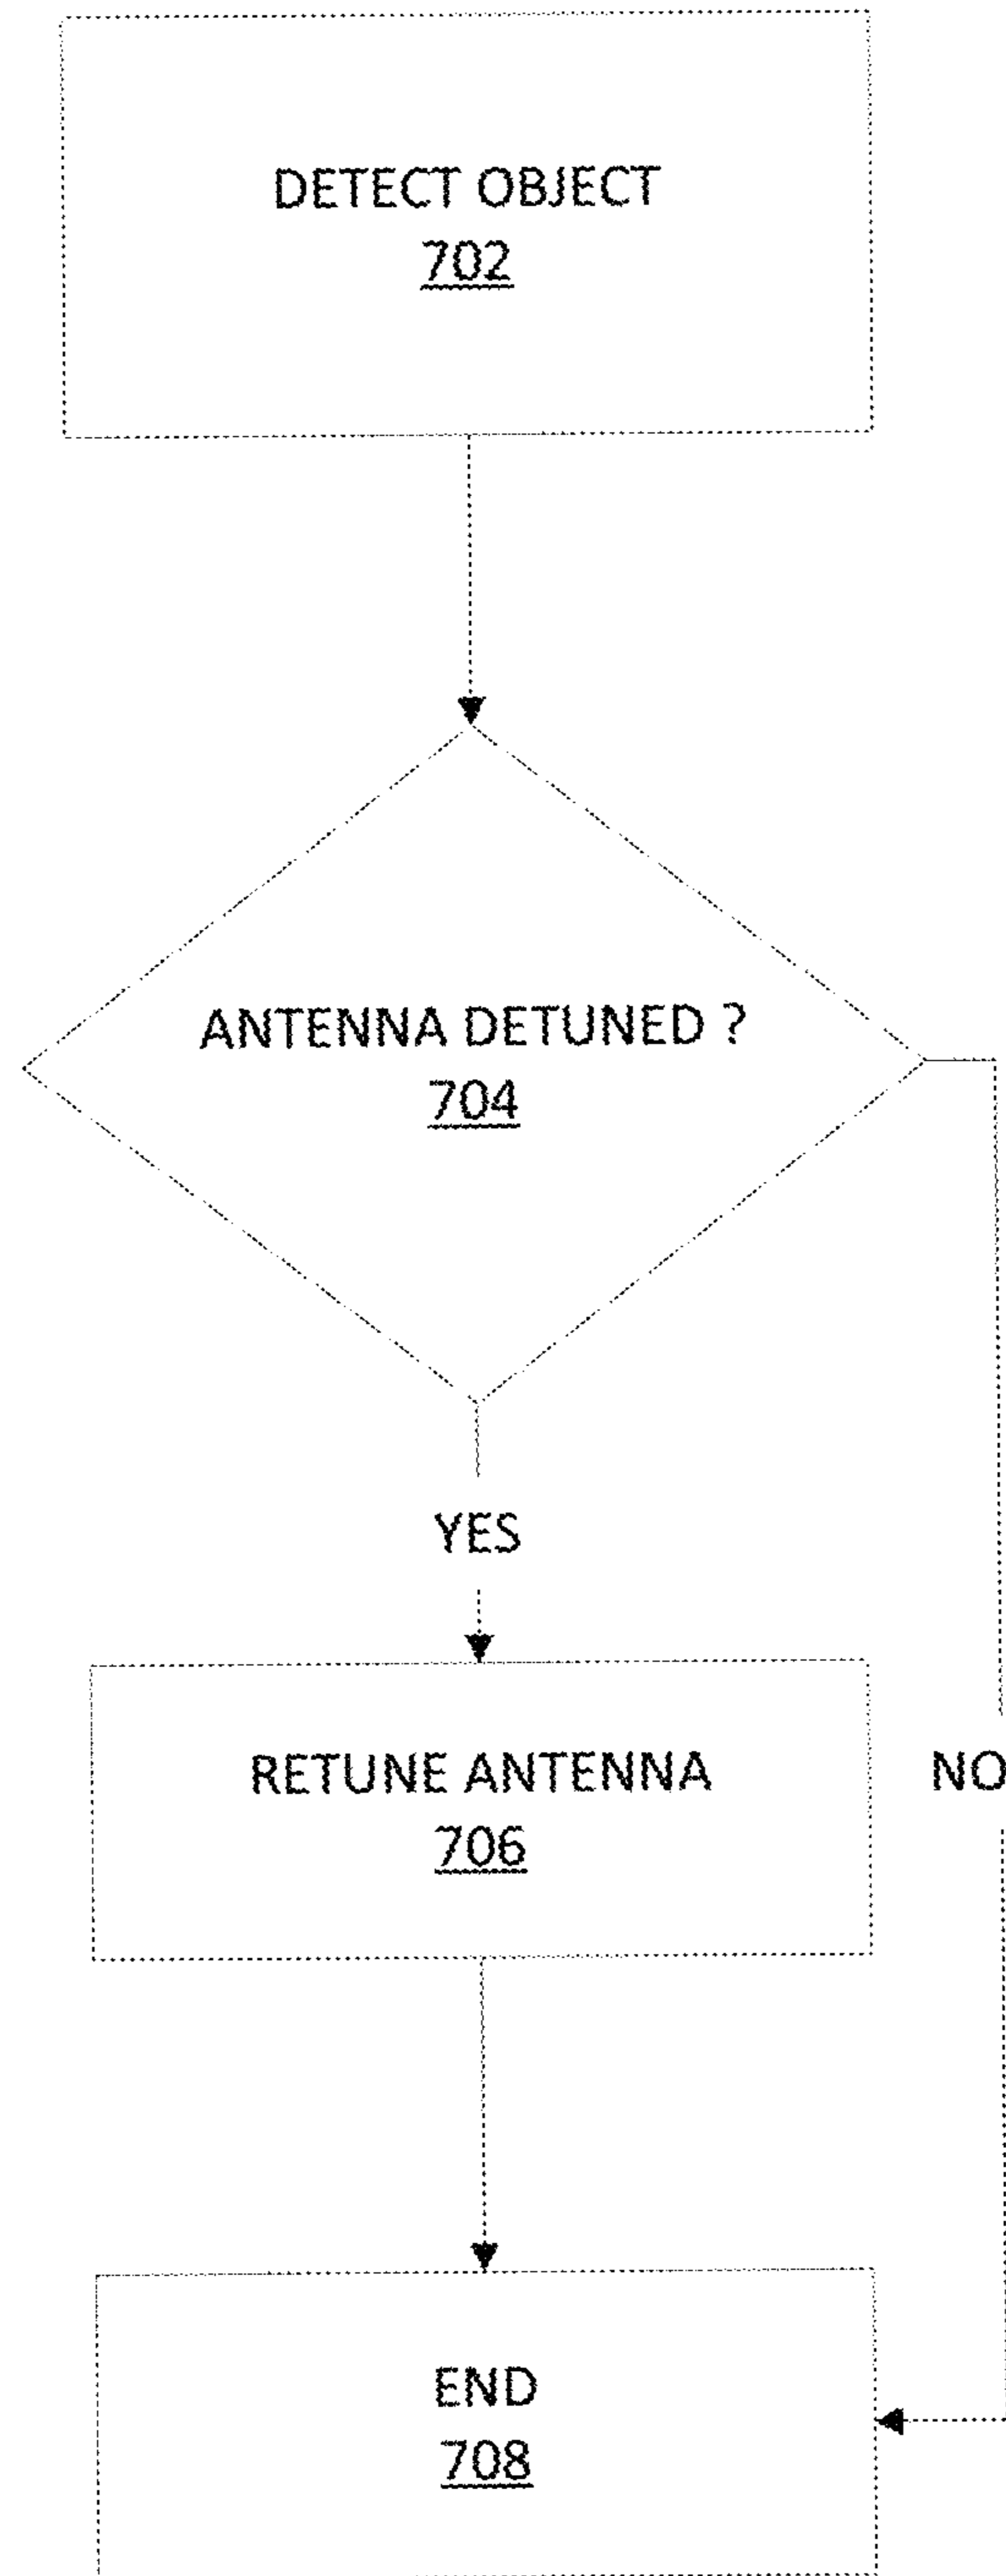 DETECT OBJECT
702
ANTENNA DETUNED ?
704
YES
RETUNE ANTENNA
706
NO
END
708